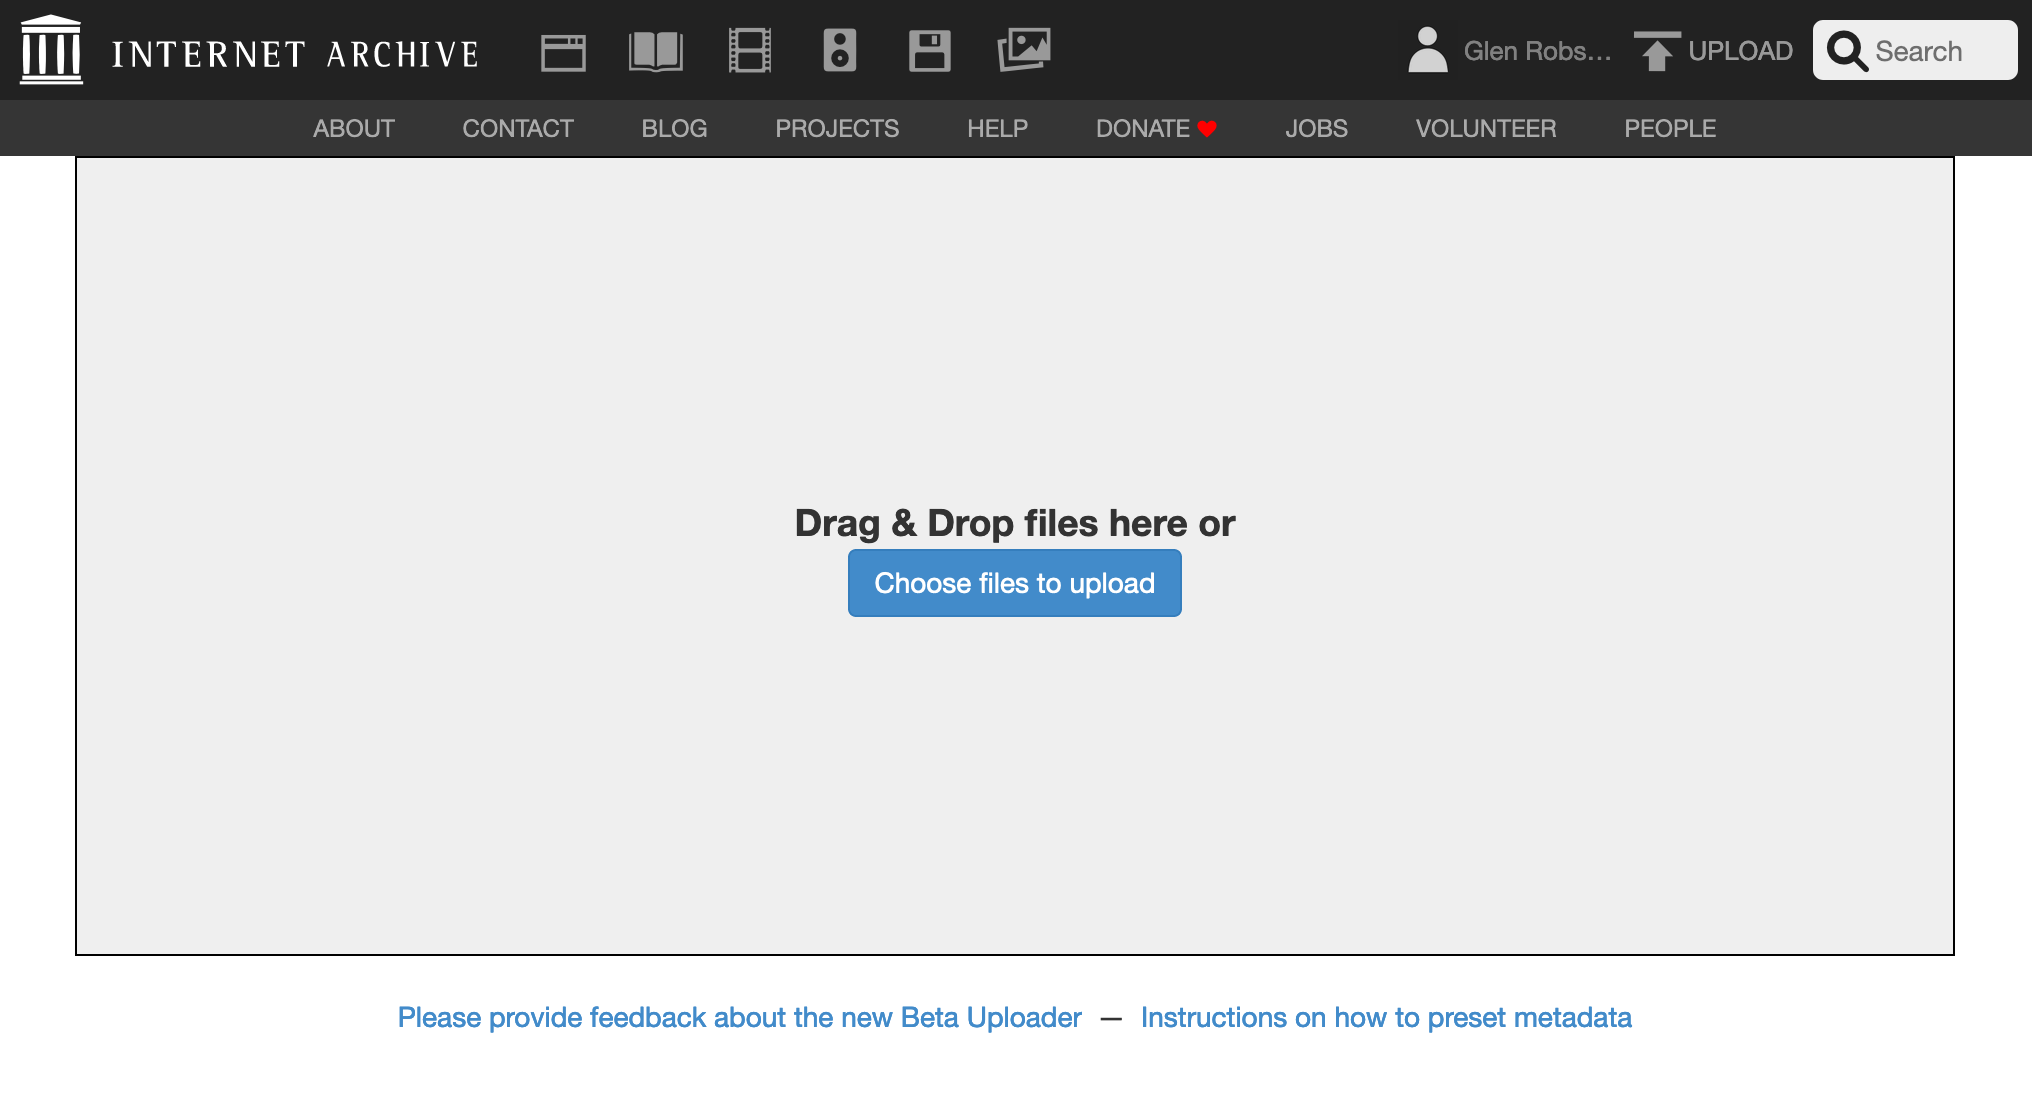 INTERNET ARCHIVE
Glen Robs...
UPLOAD
Search
ABOUT CONTACT BLOG PROJECTS HELP DONATE JOBS VOLUNTEER PEOPLE
Drag & Drop files here or
Choose files to upload
Please provide feedback about the new Beta Uploader — Instructions on how to preset metadata